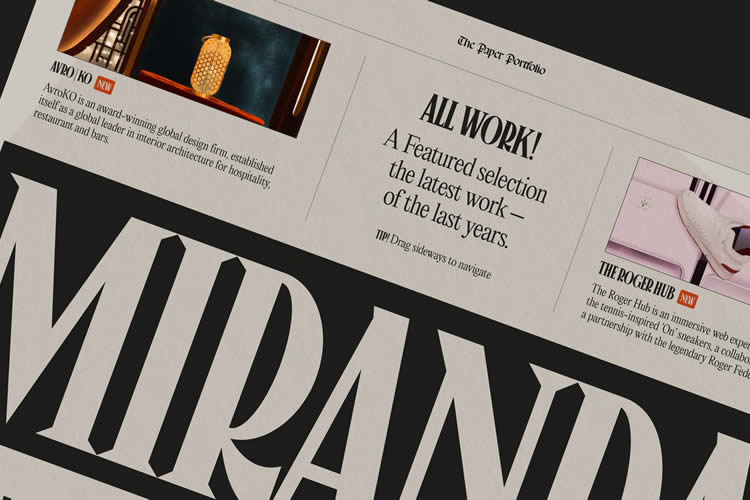 The Paper Portfolio
AVRO | KO NEW
AvroKO is an award-winning global design firm, established
itself as a global leader in interior architecture for hospitality,
restaurant and bars.
ALL WORK!
A Featured selection
the latest work –
of the last years.
TIP! Drag sideways to navigate
THE ROGER HUB NEW
The Roger Hub is an immersive web exper
the tennis-inspired 'On' sneakers, a collabo
a partnership with the legendary Roger Fede
MIRANDA